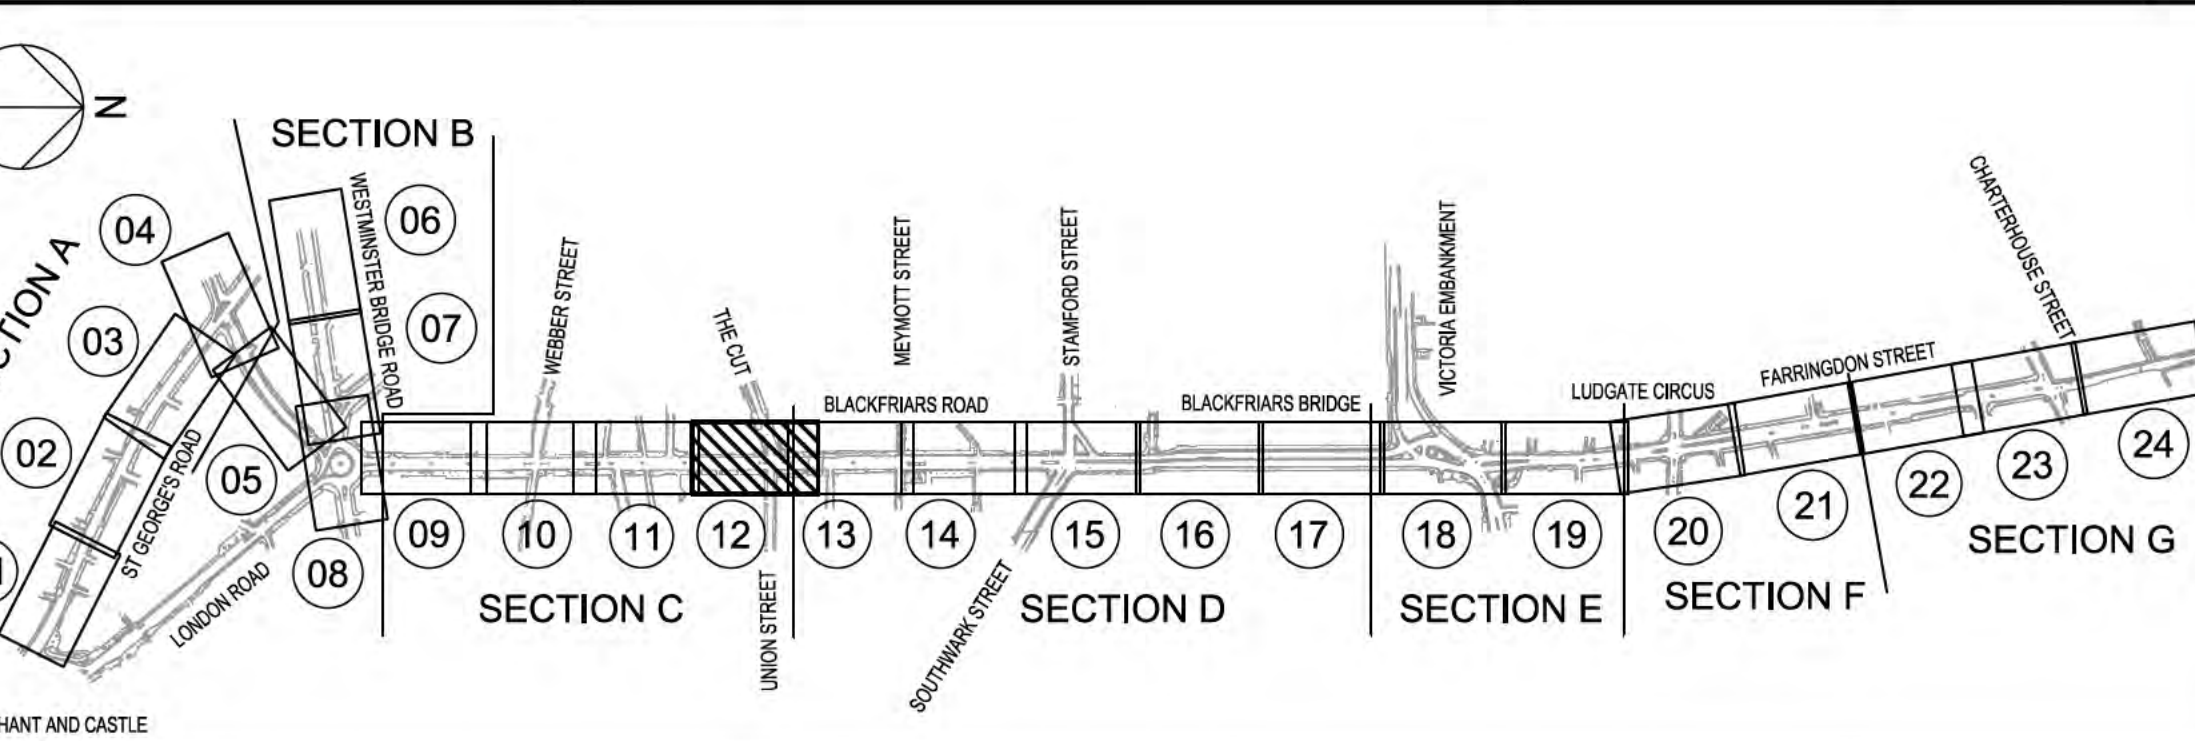 N
SECTION B
04
06
WESTMINSTER BRIDGE ROAD
03
07
WEBBER STREET
THE CUT
MEYMOTT STREET
STAMFORD STREET
VICTORIA EMBANKMENT
CHARTERHOUSE STREET
CTION A
BLACKFRIARS ROAD
BLACKFRIARS BRIDGE
LUDGATE CIRCUS
FARRINGDON STREET
02
ST GEORGE'S ROAD
05
08
09
10
11
12
13
14
15
16
17
18
19
20
21
22
23
24
LONDON ROAD
SECTION C
UNION STREET
SOUTHWARK STREET
SECTION D
SECTION E
SECTION F
SECTION G
HANT AND CASTLE